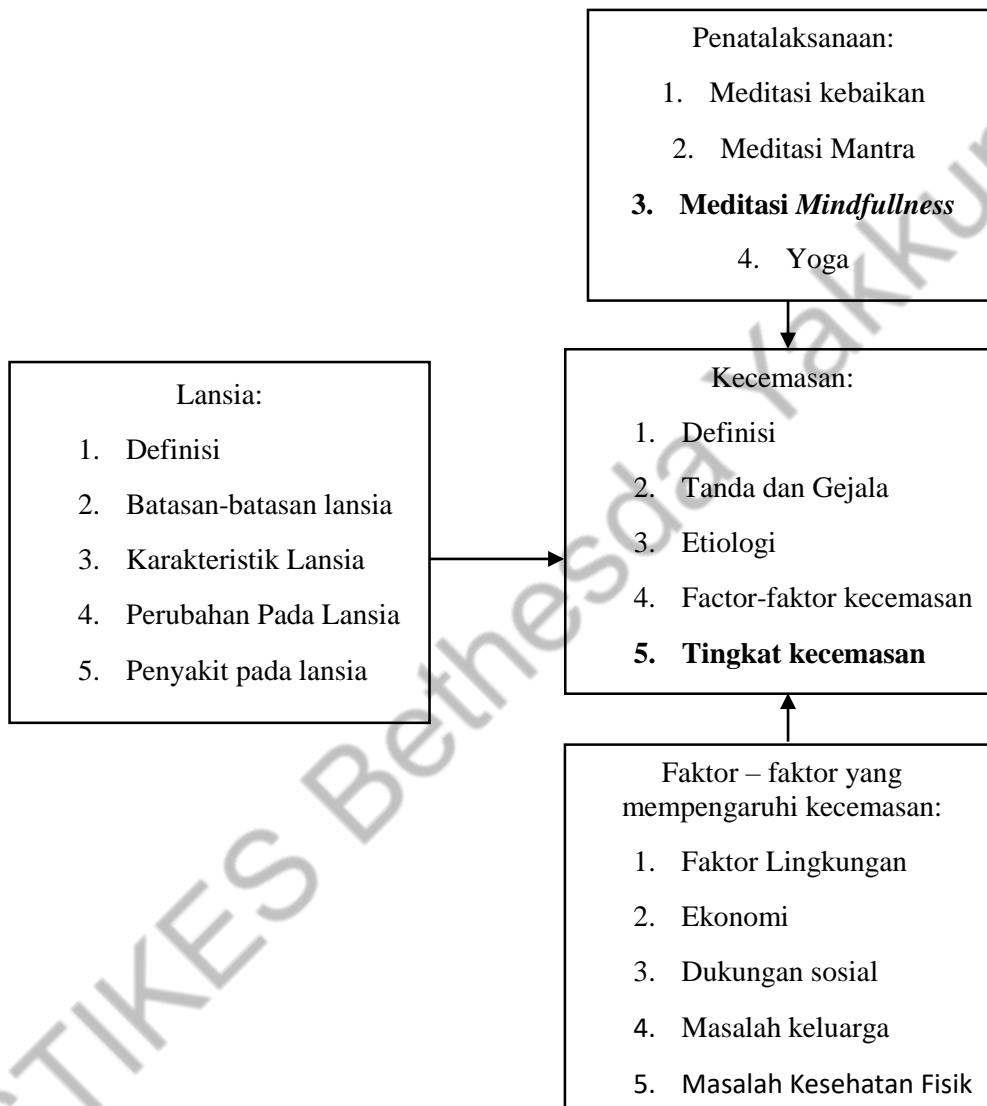 Penatalaksanaan:
1. Meditasi kebaikan
2. Meditasi Mantra
3. Meditasi Mindfullness
4. Yoga
Lansia:
1. Definisi
2. Batasan-batasan lansia
3. Karakteristik Lansia
4. Perubahan Pada Lansia
5. Penyakit pada lansia
Kecemasan:
1. Definisi
2. Tanda dan Gejala
3. Etiologi
4. Factor-faktor kecemasan
5. Tingkat kecemasan
Faktor – faktor yang
mempengaruhi kecemasan:
1. Faktor Lingkungan
2. Ekonomi
3. Dukungan sosial
4. Masalah keluarga
5. Masalah Kesehatan Fisik
STIKES Bethesda